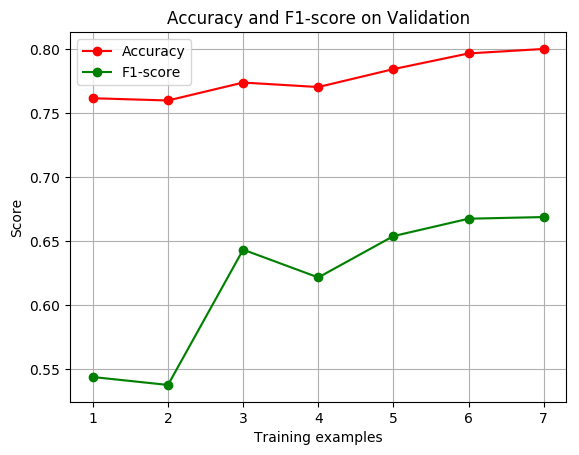 Accuracy and F1-score on Validation
Accuracy
F1-score
0.80
0.75
0.70
0.65
0.60
0.55
Score
1 2 3 4 5 6 7
Training examples